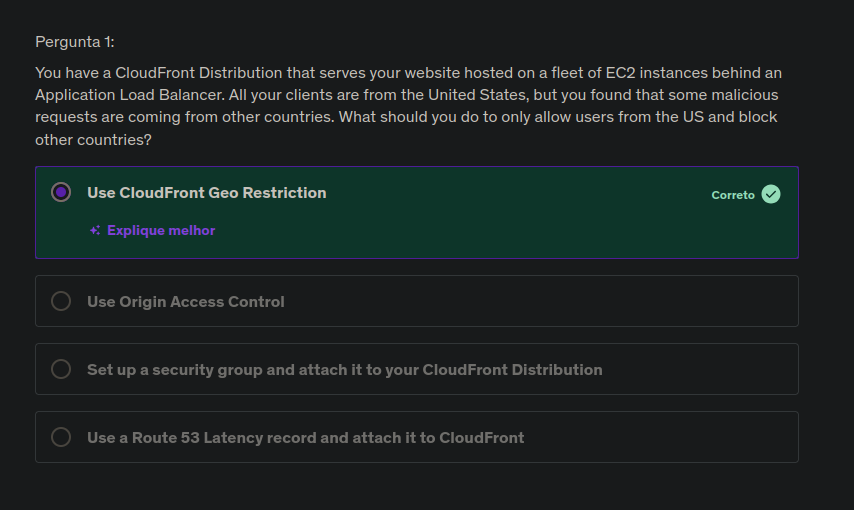 Pergunta 1:
You have a CloudFront Distribution that serves your website hosted on a fleet of EC2 instances behind an
Application Load Balancer. All your clients are from the United States, but you found that some malicious
requests are coming from other countries. What should you do to only allow users from the US and block
other countries?
Use CloudFront Geo Restriction
Correto
Explique melhor
Use Origin Access Control
Set up a security group and attach it to your CloudFront Distribution
Use a Route 53 Latency record and attach it to CloudFront